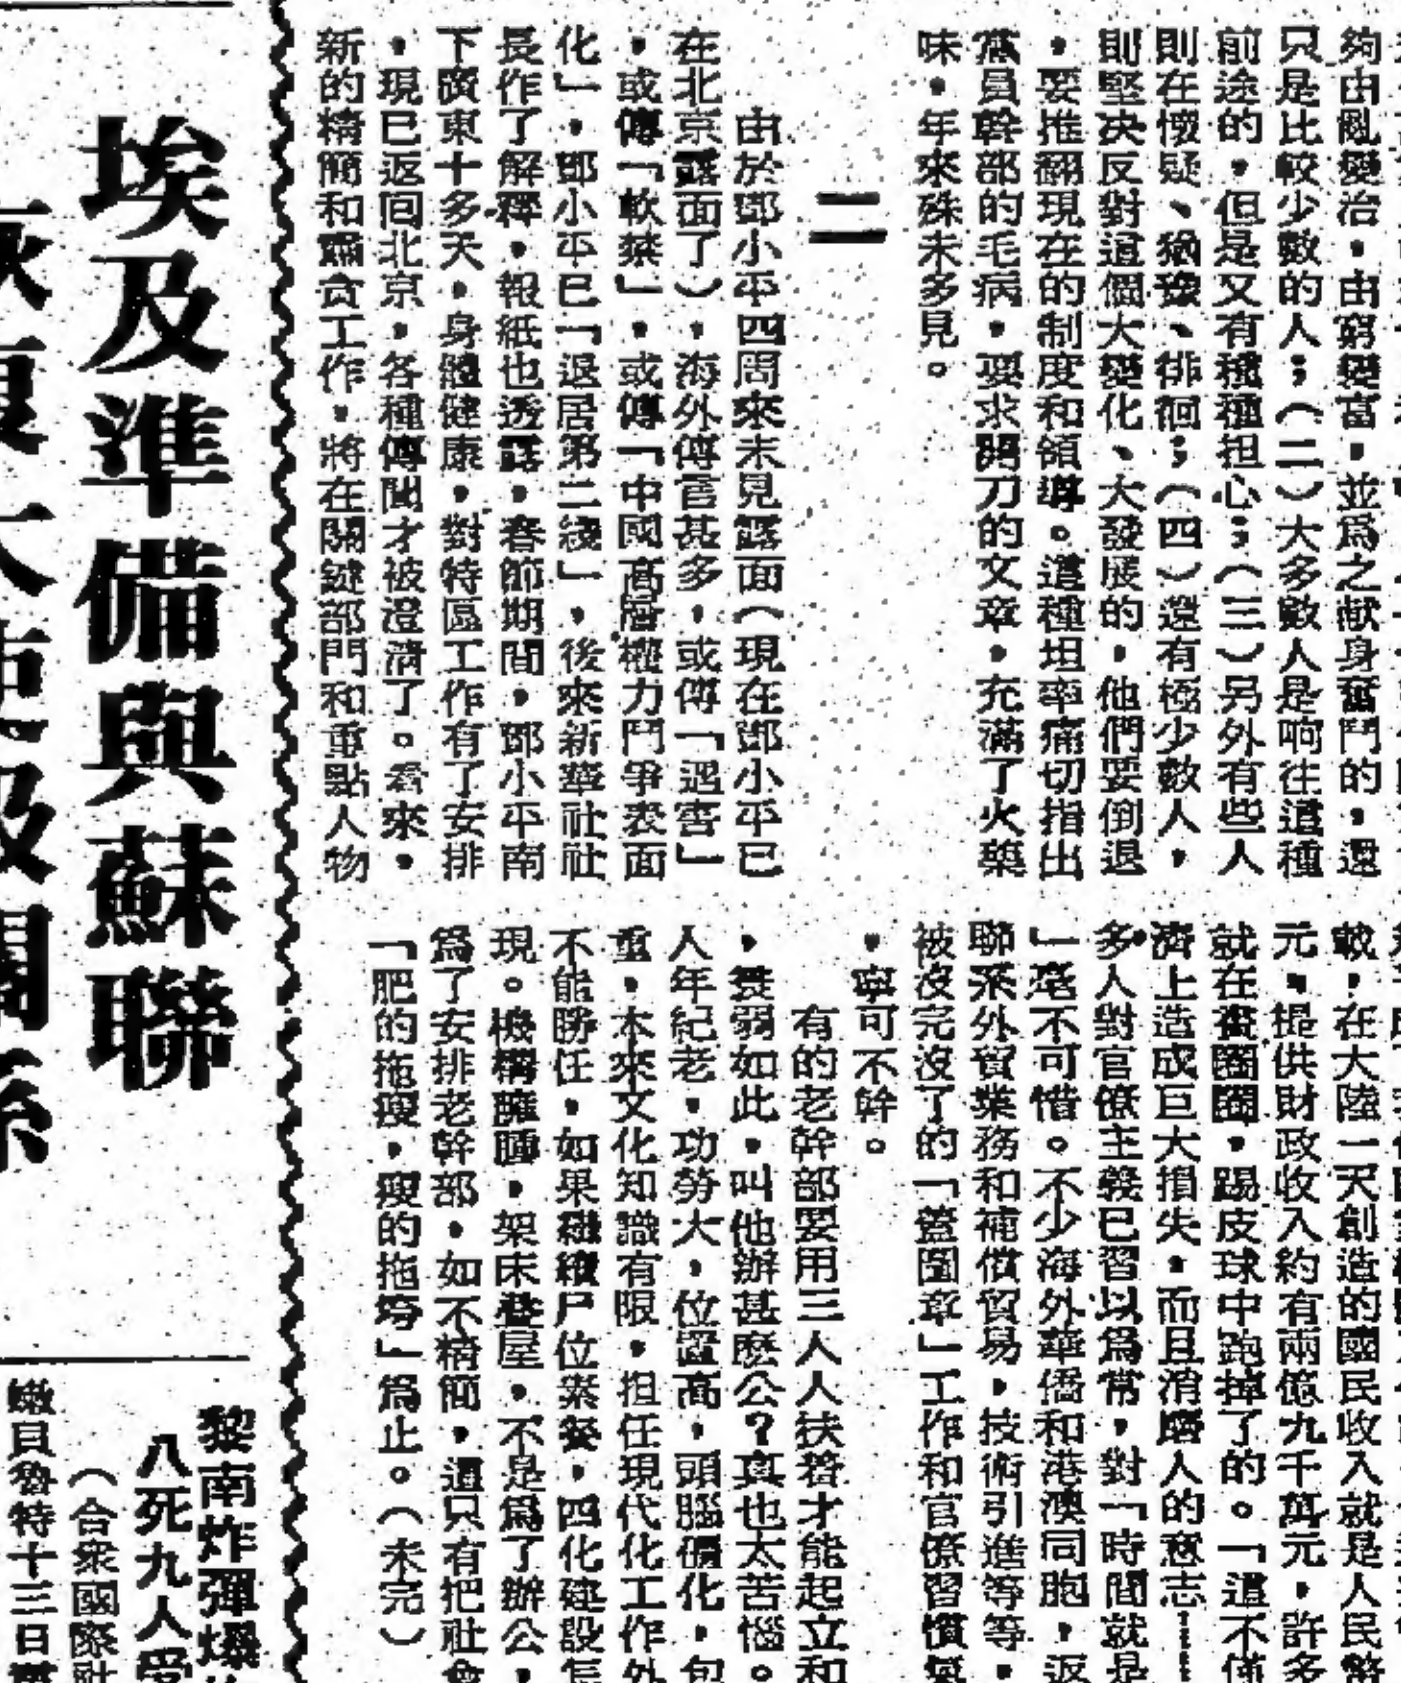 夠由亂變治，由窮變富，並爲之献身奮鬥的，還
只是比較少數的人；（二）大多數人是响往這種
前途的，但是又有種種担心；（三）另外有些人
則在懷疑、猶豫、徘徊；（四）還有極少數人，
則堅决反對這個大變化、大發展的，他們要倒退
，要推翻現在的制度和領導。這種坦率痛切指出
黨員幹部的毛病，要求開刀的文章，充滿了火藥
味，年來殊未多見。
二
由於鄧小平四周來未見露面（現在鄧小平已
在北京露面了），海外傳言甚多，或傳「遇害」
，或傳「軟禁」，或傳「中國高層權力鬥爭表面
化」，鄧小平已「退居第二綫」，後來新華社社
長作了解釋，報紙也透露，春節期間，鄧小平南
下廣東十多天，身體健康，對特區工作有了安排
，現已返回北京，各種傳聞才被澄清了。看來，
新的精簡和肅貪工作，將在關鍵部門和重點人物
載，在大陸一天創造的國民收入就是人民幣
元，提供財政收入約有兩億九千萬元，許多
就在畫圈圈，踢皮球中跑掉了的。「這不僅
濟上造成巨大損失，而且消磨人的意志……
多人對官僚主義已習以爲常，對「時間就是
」毫不可惜。不少海外華僑和港澳同胞，返
聯系外貿業務和補償貿易，技術引進等等，
被沒完沒了的「蓋圖章」工作和官僚習慣氣
，寧可不幹。
有的老幹部要用三人人扶着才能起立和
，衰弱如此，叫他辦甚麽公？真也太苦惱。
人年紀老，功勞大，位置高，頭腦僵化，包
重，本來文化知識有限，担任現代化工作外
不能勝任，如果繼續尸位素餐，四化建設怎
現。機構臃腫，架床叠屋，不是爲了辦公，
爲了安排老幹部，如不精簡，這只有把社會
「肥的拖瘦，瘦的拖垮」爲止。（未完）
埃及準備與蘇聯
恢復大使級關係
黎南炸彈爆
八死九人受
（合衆國際社
貝魯特十三日